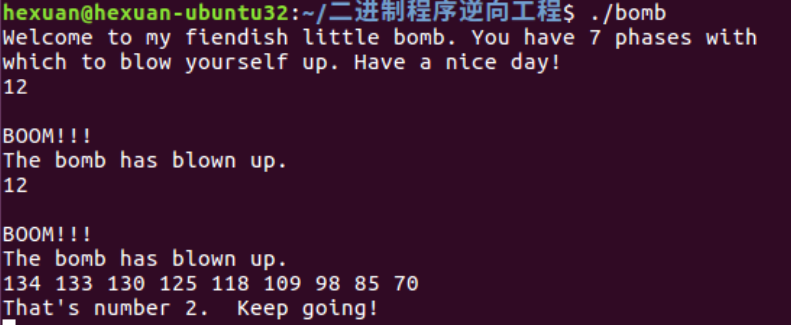 hexuan@hexuan-ubuntu32:~/二进制程序逆向工程$ ./bomb
Welcome to my fiendish little bomb. You have 7 phases with
which to blow yourself up. Have a nice day!
12
BOOM!!!
The bomb has blown up.
12
BOOM!!!
The bomb has blown up.
134 133 130 125 118 109 98 85 70
That's number 2.  Keep going!